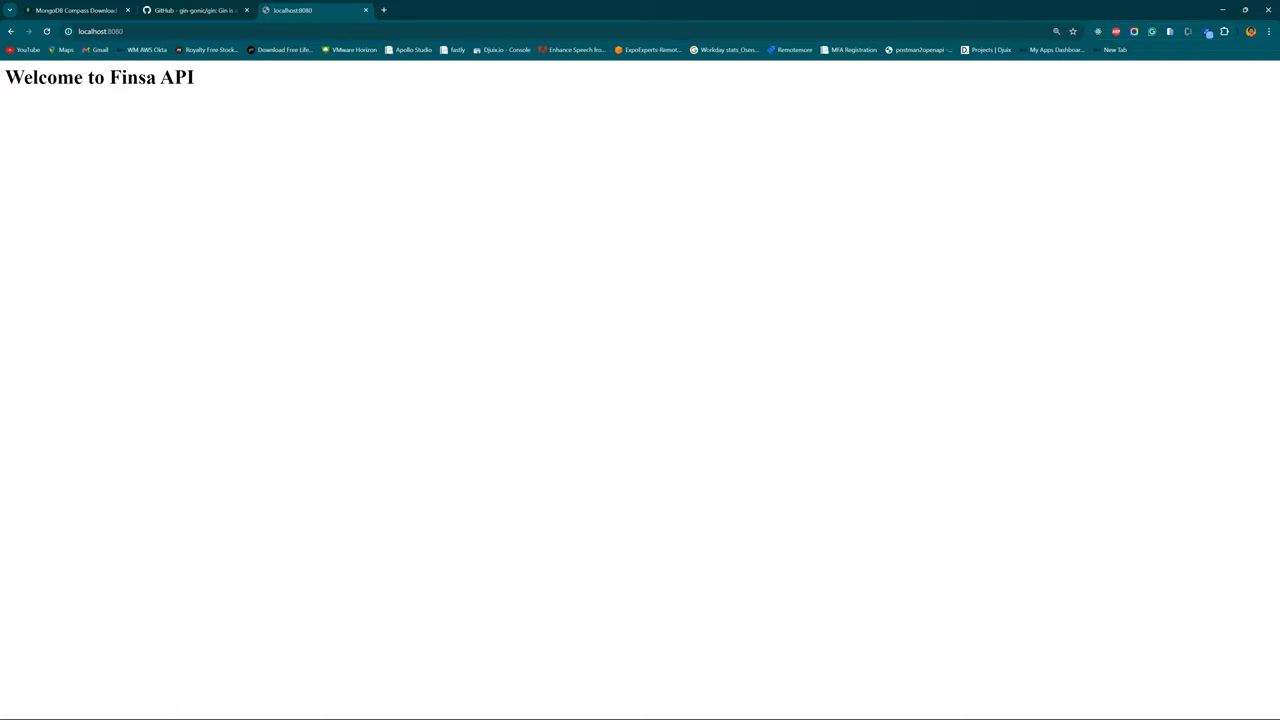 MongoDB Compass Download
GitHub - gin-gonic/gin: Gin is a
localhost:8080
localhost:8080
YouTube
Maps
Gmail
WM AWS Okta
Royalty Free Stock...
Download Free Life...
VMware Horizon
Apollo Studio
fastly
Djuix.io - Console
Enhance Speech fro...
ExpoExperts-Remot...
Workday stats_Osen...
Remotemore
MFA Registration
postman2openapi -...
Projects | Djuix
My Apps Dashboar...
New Tab
Welcome to Finsa API